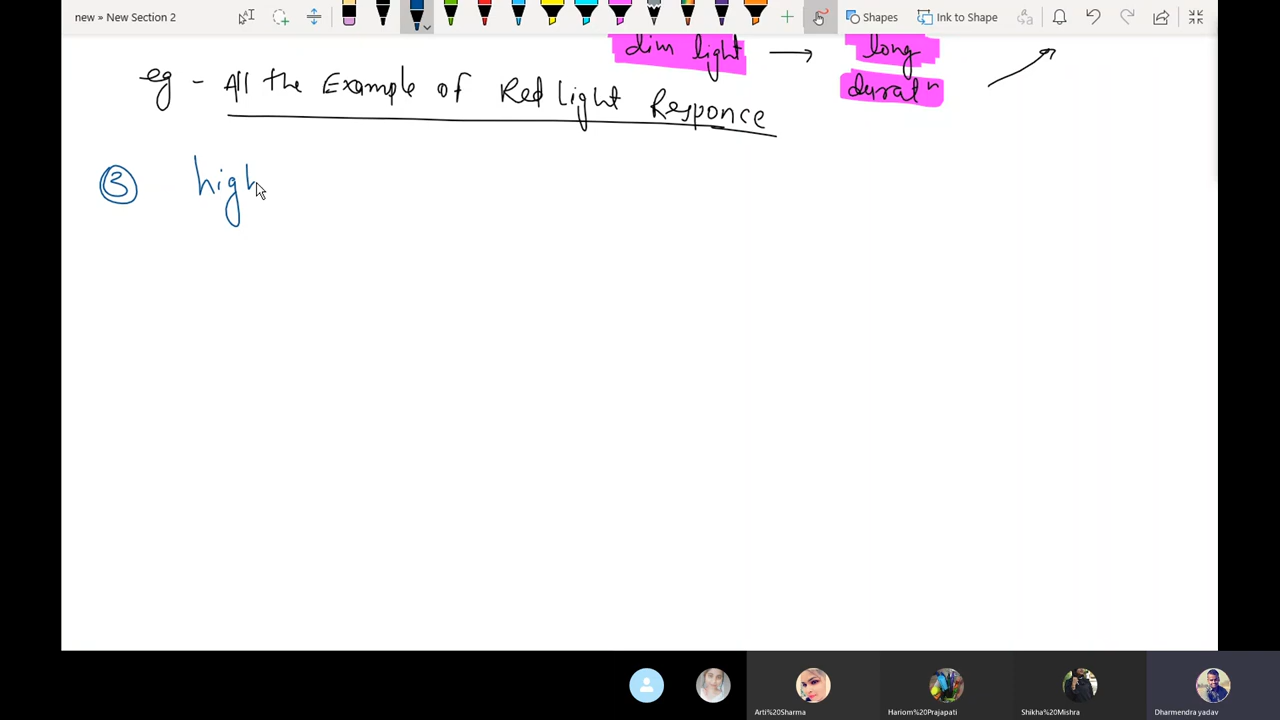 new » New Section 2
Shapes
Ink to Shape
dim light → long
duratⁿ
eg - All the Example of Red light Responce
③ high
Arti%20Sharma
Hariom%20Prajapati
Shikha%20Mishra
Dharmendra yadav